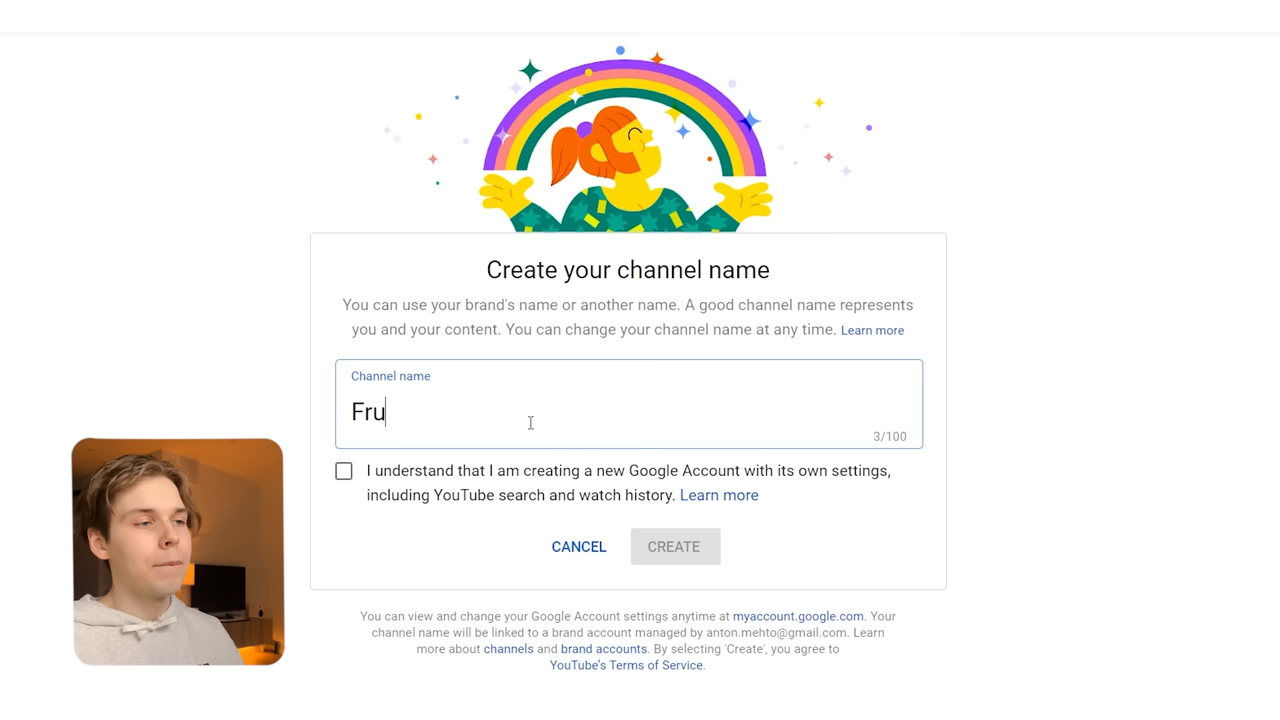 Create your channel name
You can use your brand's name or another name. A good channel name represents
you and your content. You can change your channel name at any time. Learn more
Channel name
Fru
3/100
I understand that I am creating a new Google Account with its own settings,
including YouTube search and watch history. Learn more
CANCEL CREATE
You can view and change your Google Account settings anytime at myaccount.google.com. Your
channel name will be linked to a brand account managed by anton.mehto@gmail.com. Learn
more about channels and brand accounts. By selecting 'Create', you agree to
YouTube's Terms of Service.